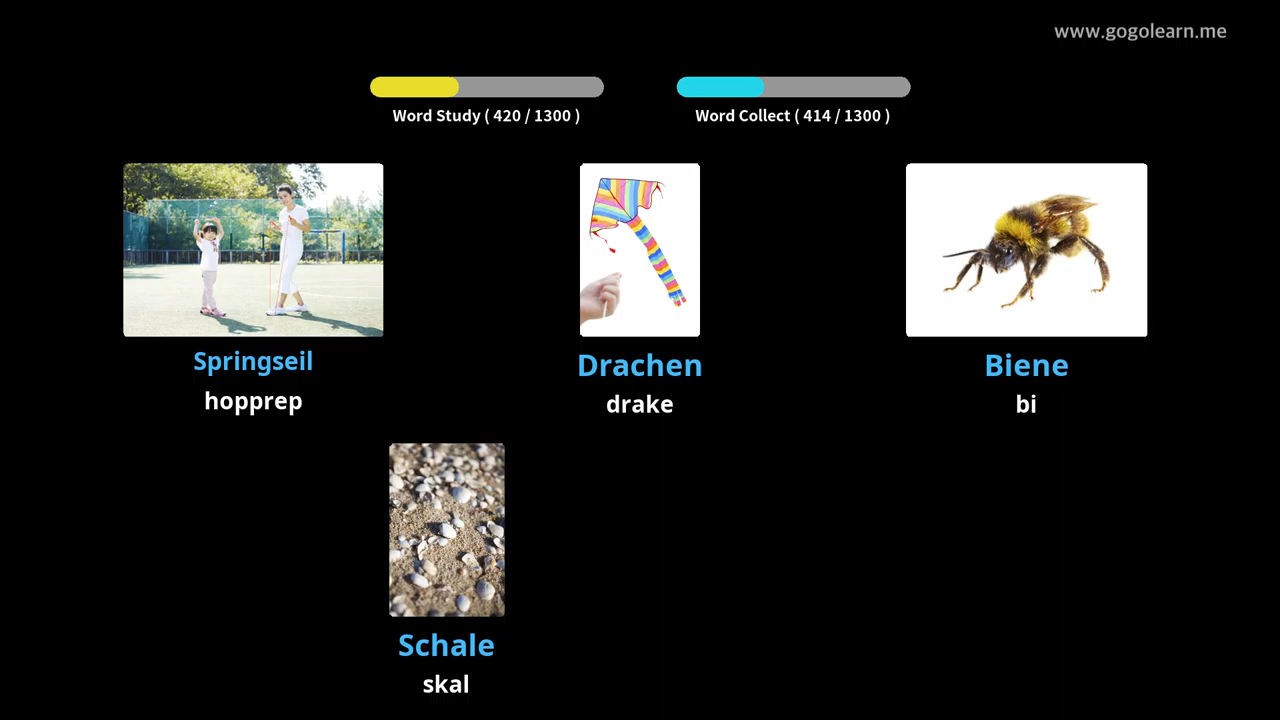 www.gogolearn.me
Word Study ( 420 / 1300 )
Word Collect ( 414 / 1300 )
Springseil
hopprep
Drachen
drake
Biene
bi
Schale
skal